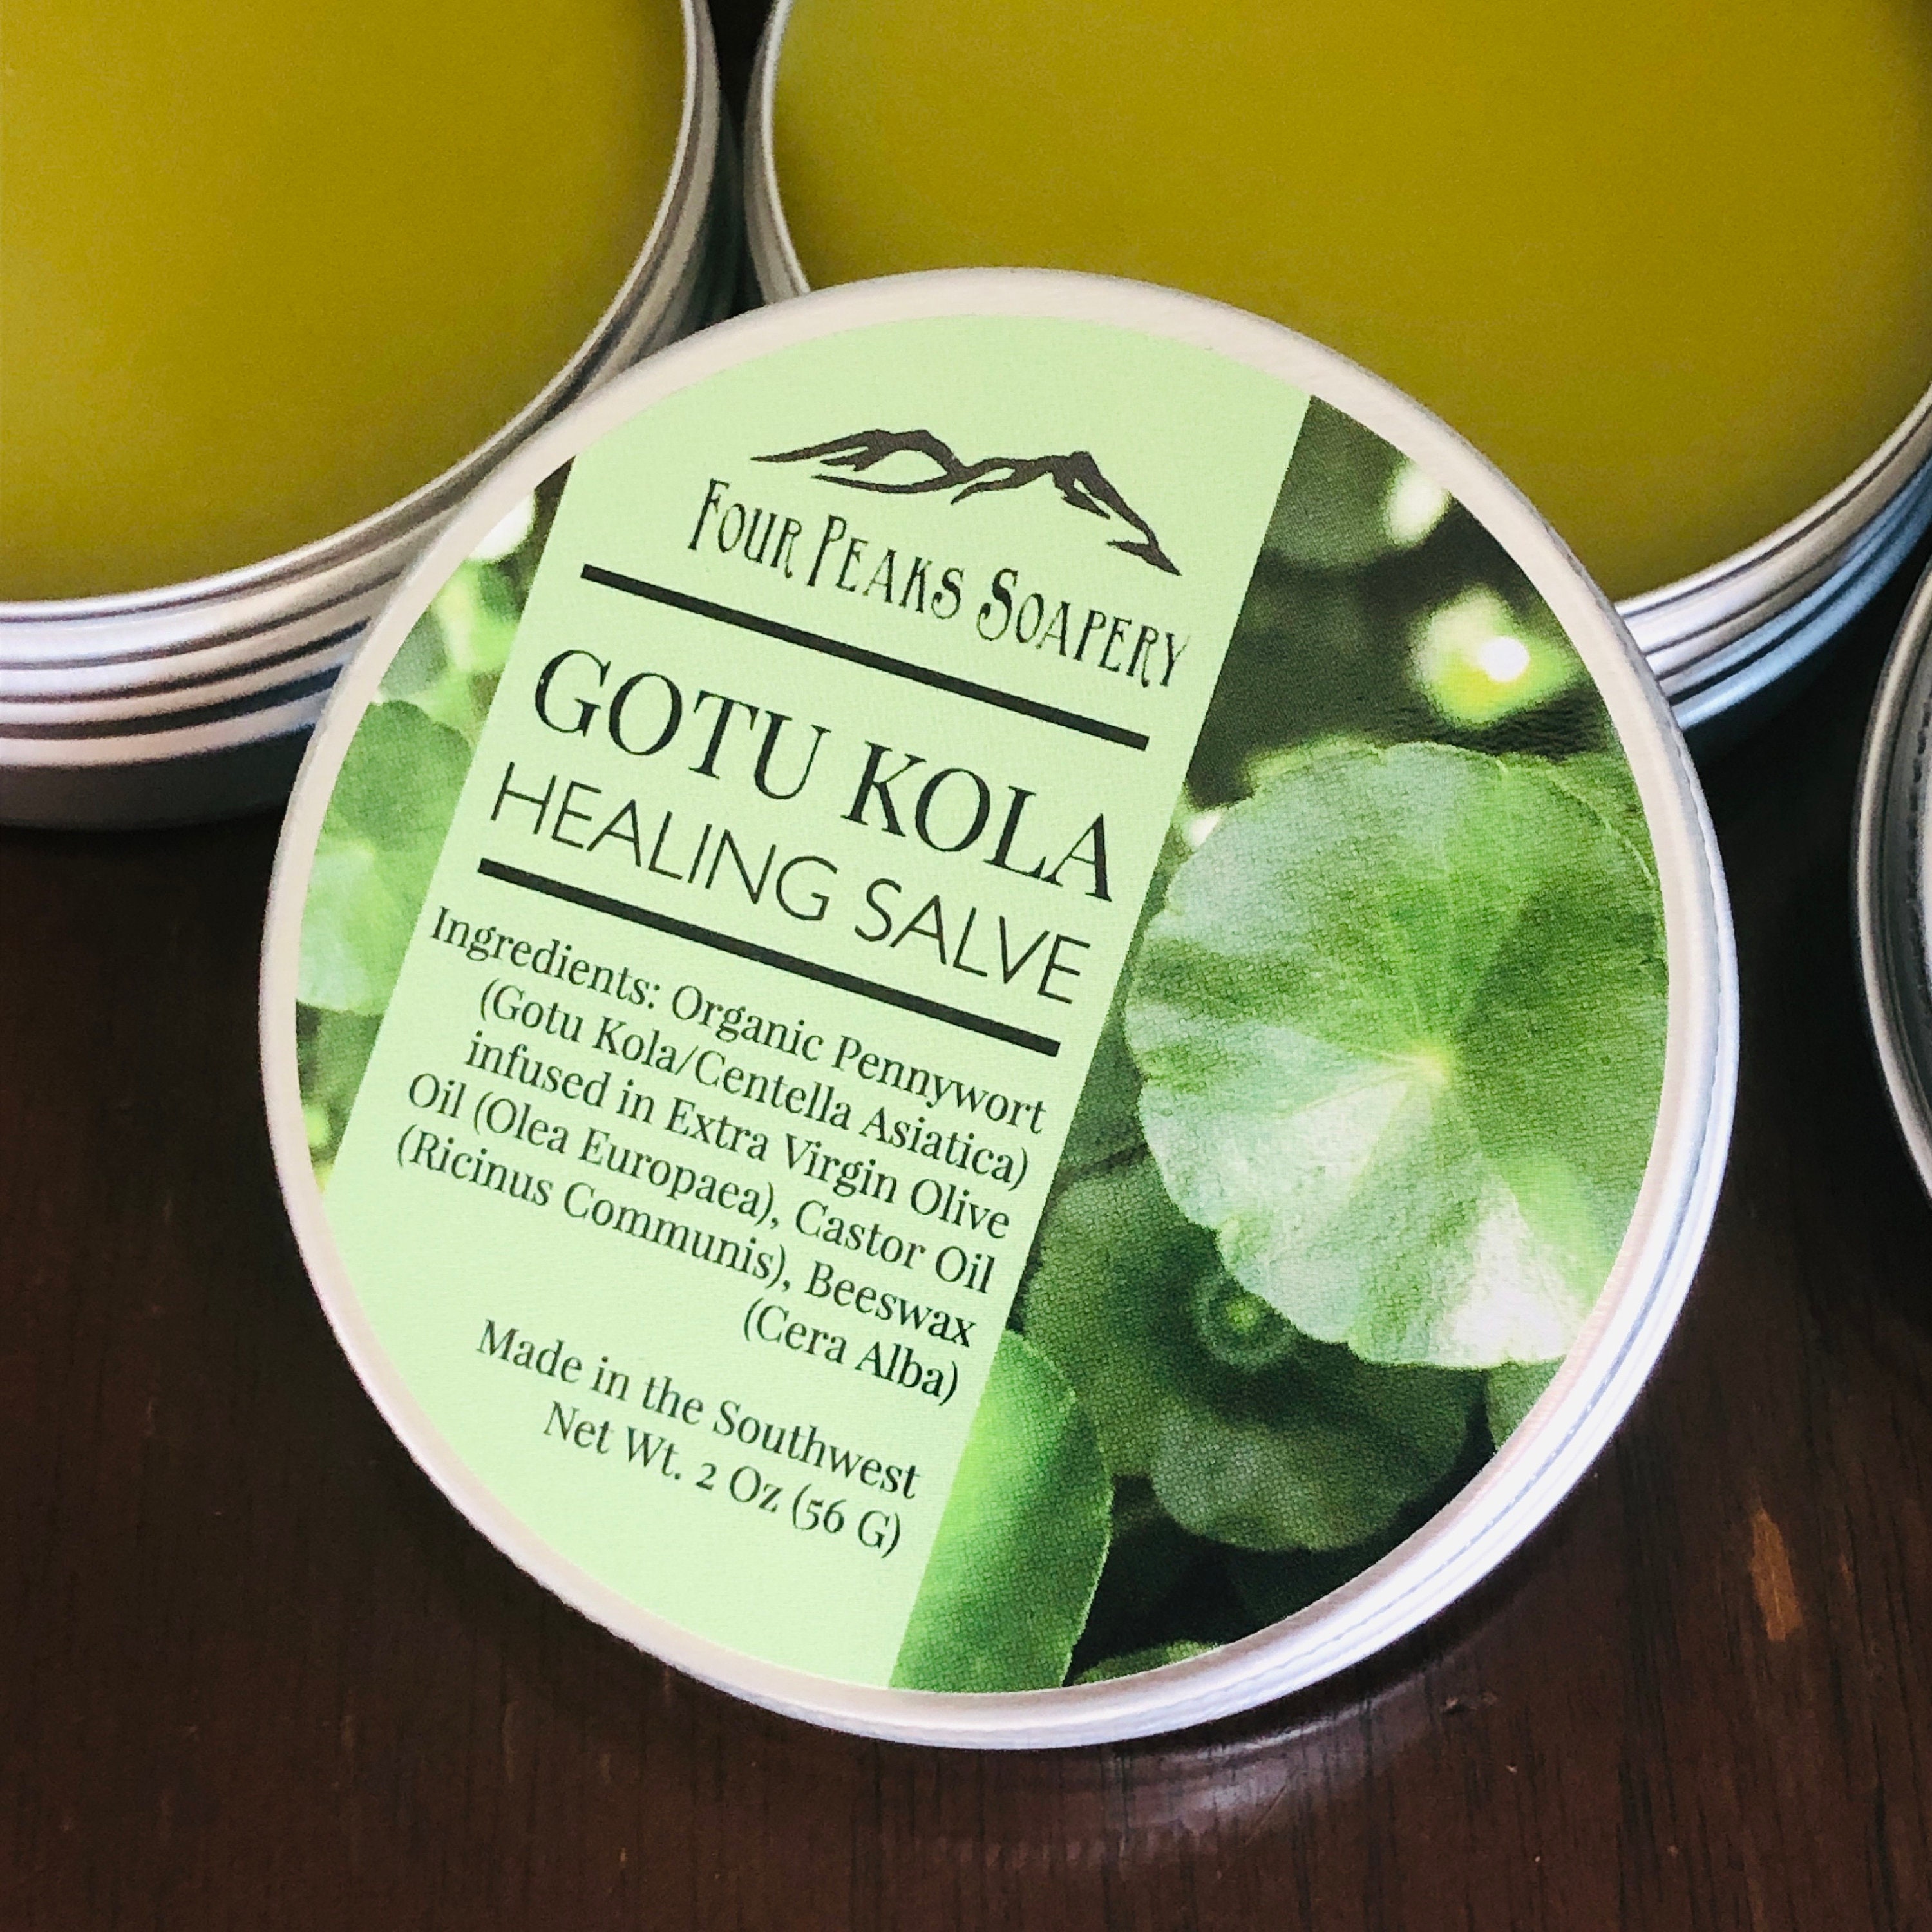 Four Peaks Soapery
GOTU KOLA
HEALING SALVE
Ingredients: Organic Pennywort
(Gotu Kola/Centella Asiatica)
infused in Extra Virgin Olive
Oil (Olea Europaea), Castor Oil
(Ricinus Communis), Beeswax
(Cera Alba)
Made in the Southwest
Net Wt. 2 Oz (56 G)